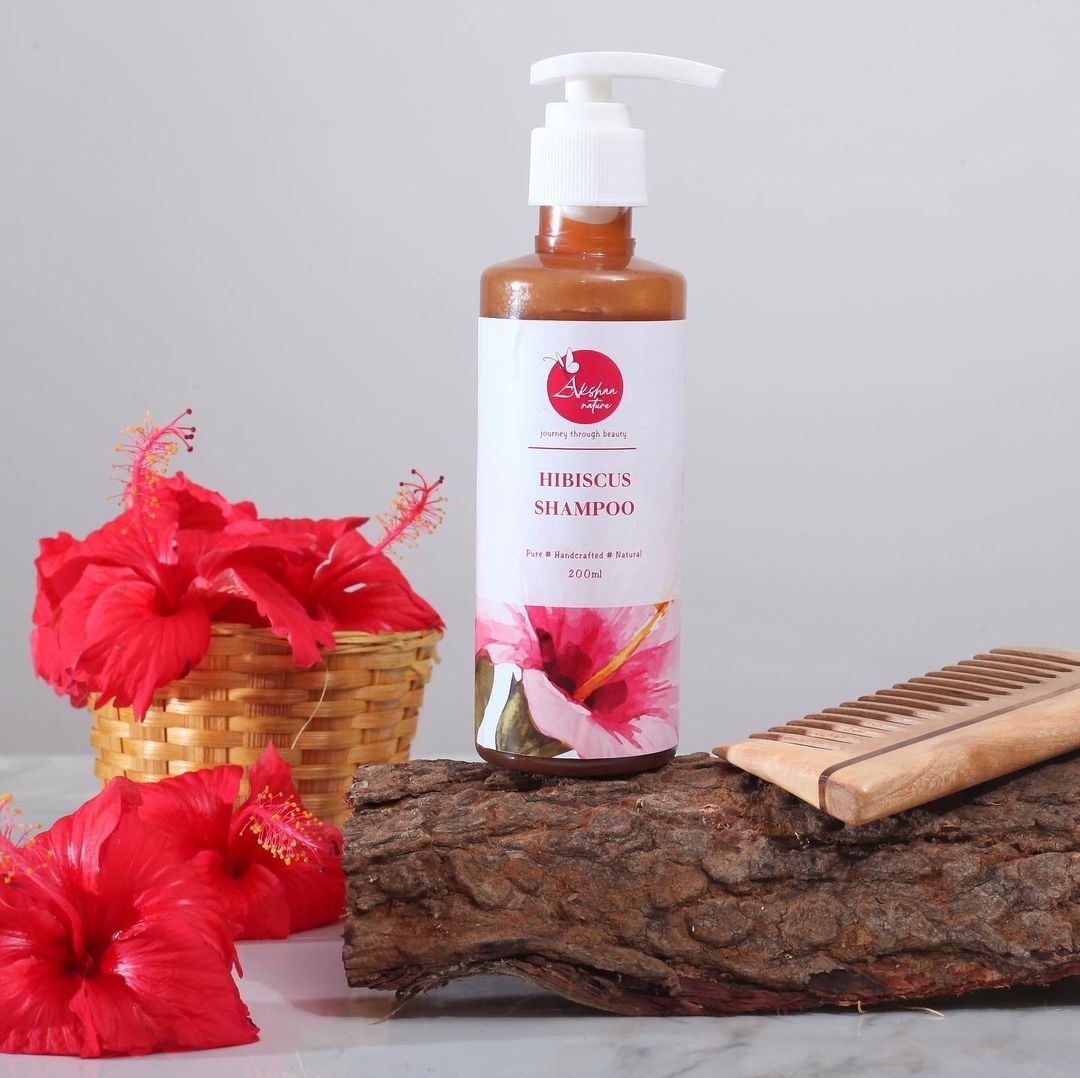 Akshaa
nature
journey through beauty
HIBISCUS
SHAMPOO
Pure # Handcrafted # Natural
200ml